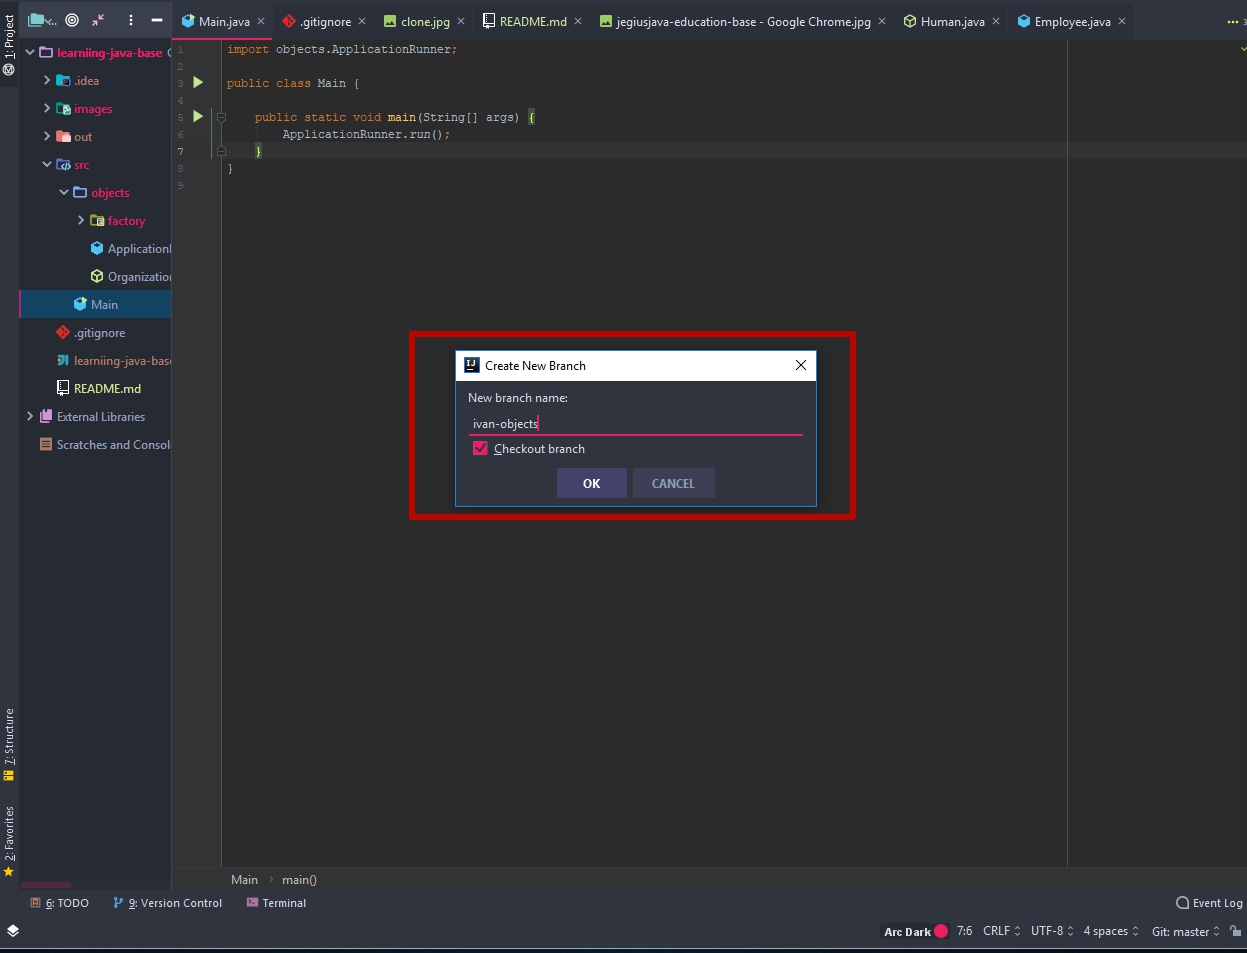 1: Project
Main.java
.gitignore
clone.jpg
README.md
jegiusjava-education-base - Google Chrome.jpg
Human.java
Employee.java
learniing-java-base
.idea
images
out
src
objects
factory
Application
Organization
Main
.gitignore
learniing-java-base
README.md
External Libraries
Scratches and Consol
1 import objects.ApplicationRunner;
2
3 public class Main {
4
5 public static void main(String[] args) {
6 ApplicationRunner.run();
7 }
8 }
9
Create New Branch
New branch name:
ivan-objects
Checkout branch
OK CANCEL
7: Structure
2: Favorites
Main main()
6: TODO 9: Version Control Terminal Event Log
Arc Dark 7:6 CRLF UTF-8 4 spaces Git: master